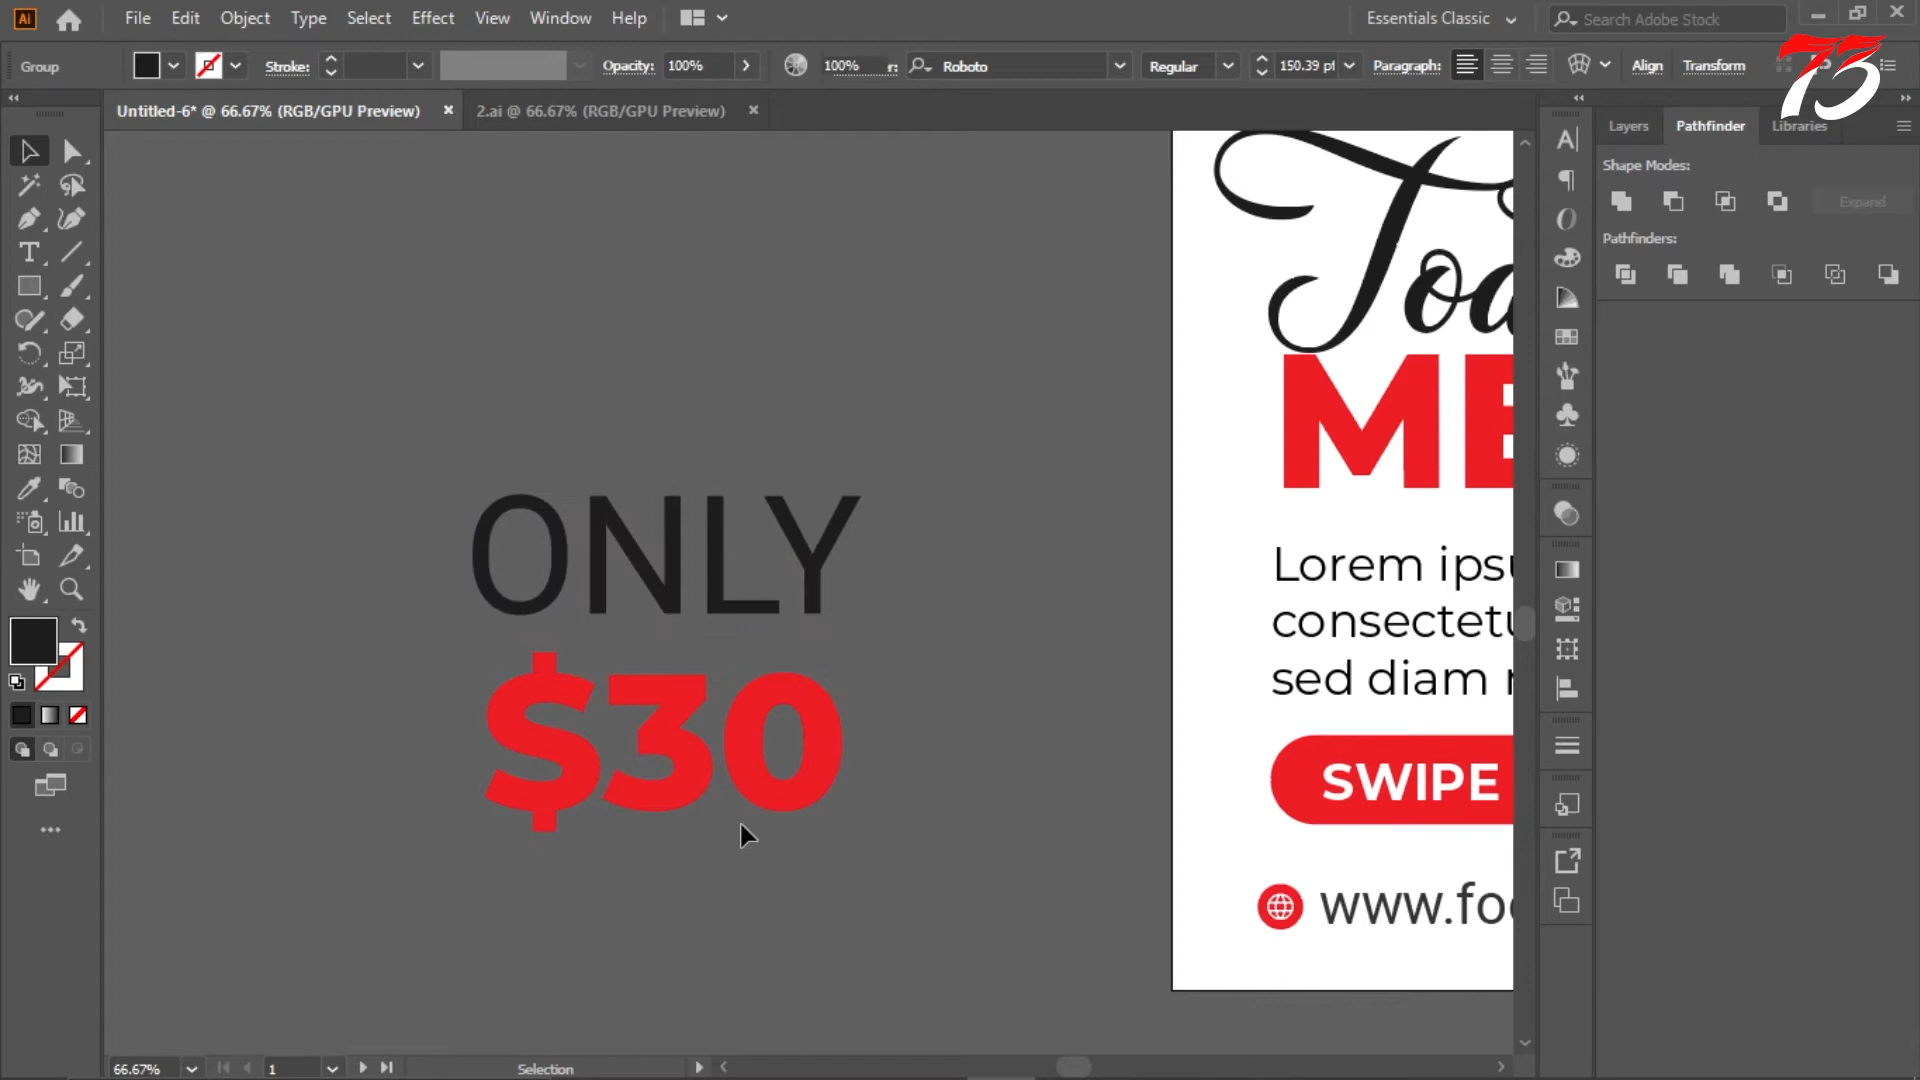 Ai File Edit Object Type Select Effect View Window Help Essentials Classic Search Adobe Stock
Group Stroke: Opacity: 100% 100% r: Roboto Regular 150.39 pt Paragraph: Align Transform
Untitled-6* @ 66.67% (RGB/GPU Preview) 2.ai @ 66.67% (RGB/GPU Preview)
Layers Pathfinder Libraries
Shape Modes:
Expand
Pathfinders:
ONLY
$30
ME
Lorem ipsu
consectetu
sed diam
SWIPE
www.foo
66.67% 1 Selection